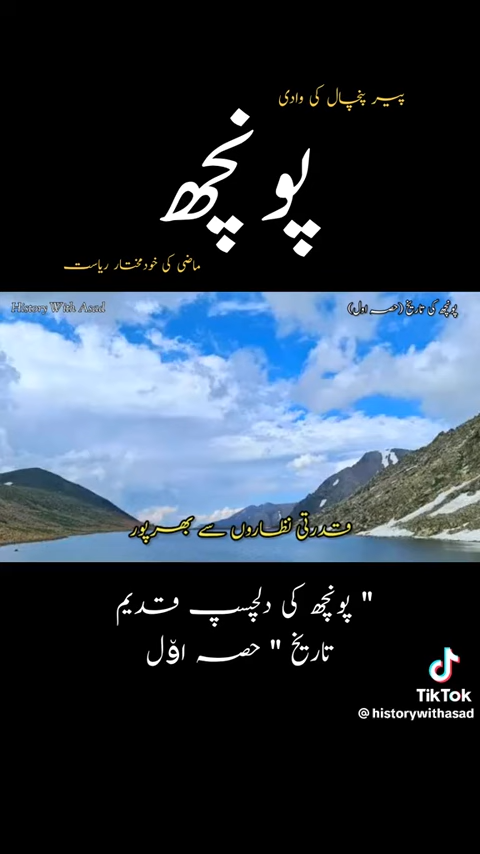 پیر پنچال کی وادی
پونچھ
ماضی کی خودمختار ریاست
History With Asad
پونچھ کی تاریخ (حصہ اول)
قدرتی نظاروں سے بھرپور
" پونچھ کی دلچسپ قدیم
تاریخ " حصہ اوّل
TikTok
@historywithasad